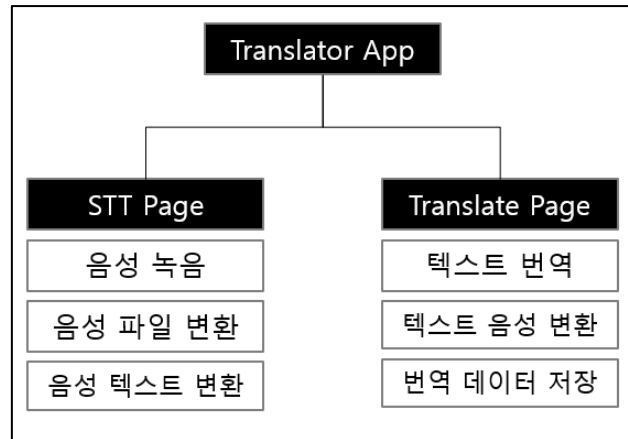 Translator App
STT Page
음성 녹음
음성 파일 변환
음성 텍스트 변환
Translate Page
텍스트 번역
텍스트 음성 변환
번역 데이터 저장